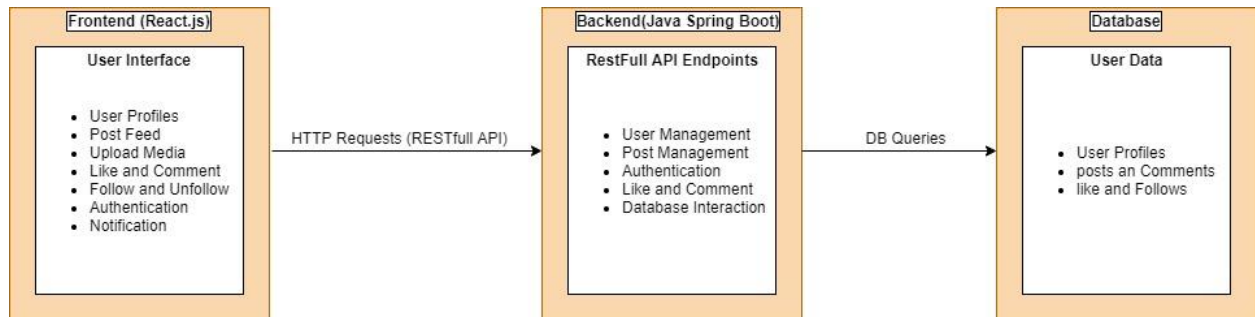 Frontend (React.js)
User Interface
User Profiles
Post Feed
Upload Media
Like and Comment
Follow and Unfollow
Authentication
Notification
HTTP Requests (RESTfull API)
Backend(Java Spring Boot)
RestFull API Endpoints
User Management
Post Management
Authentication
Like and Comment
Database Interaction
DB Queries
Database
User Data
User Profiles
posts an Comments
like and Follows